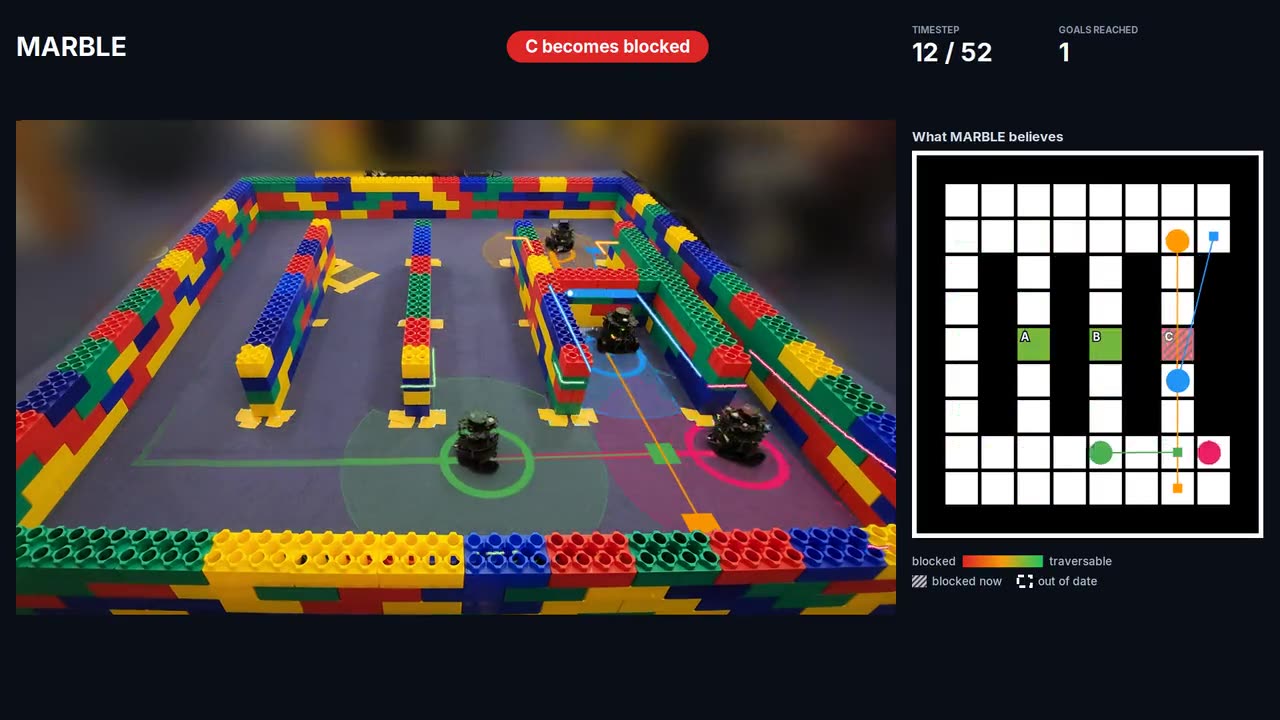 MARBLE
C becomes blocked
TIMESTEP
12 / 52
GOALS REACHED
1
What MARBLE believes
A
B
C
blocked
traversable
blocked now
out of date